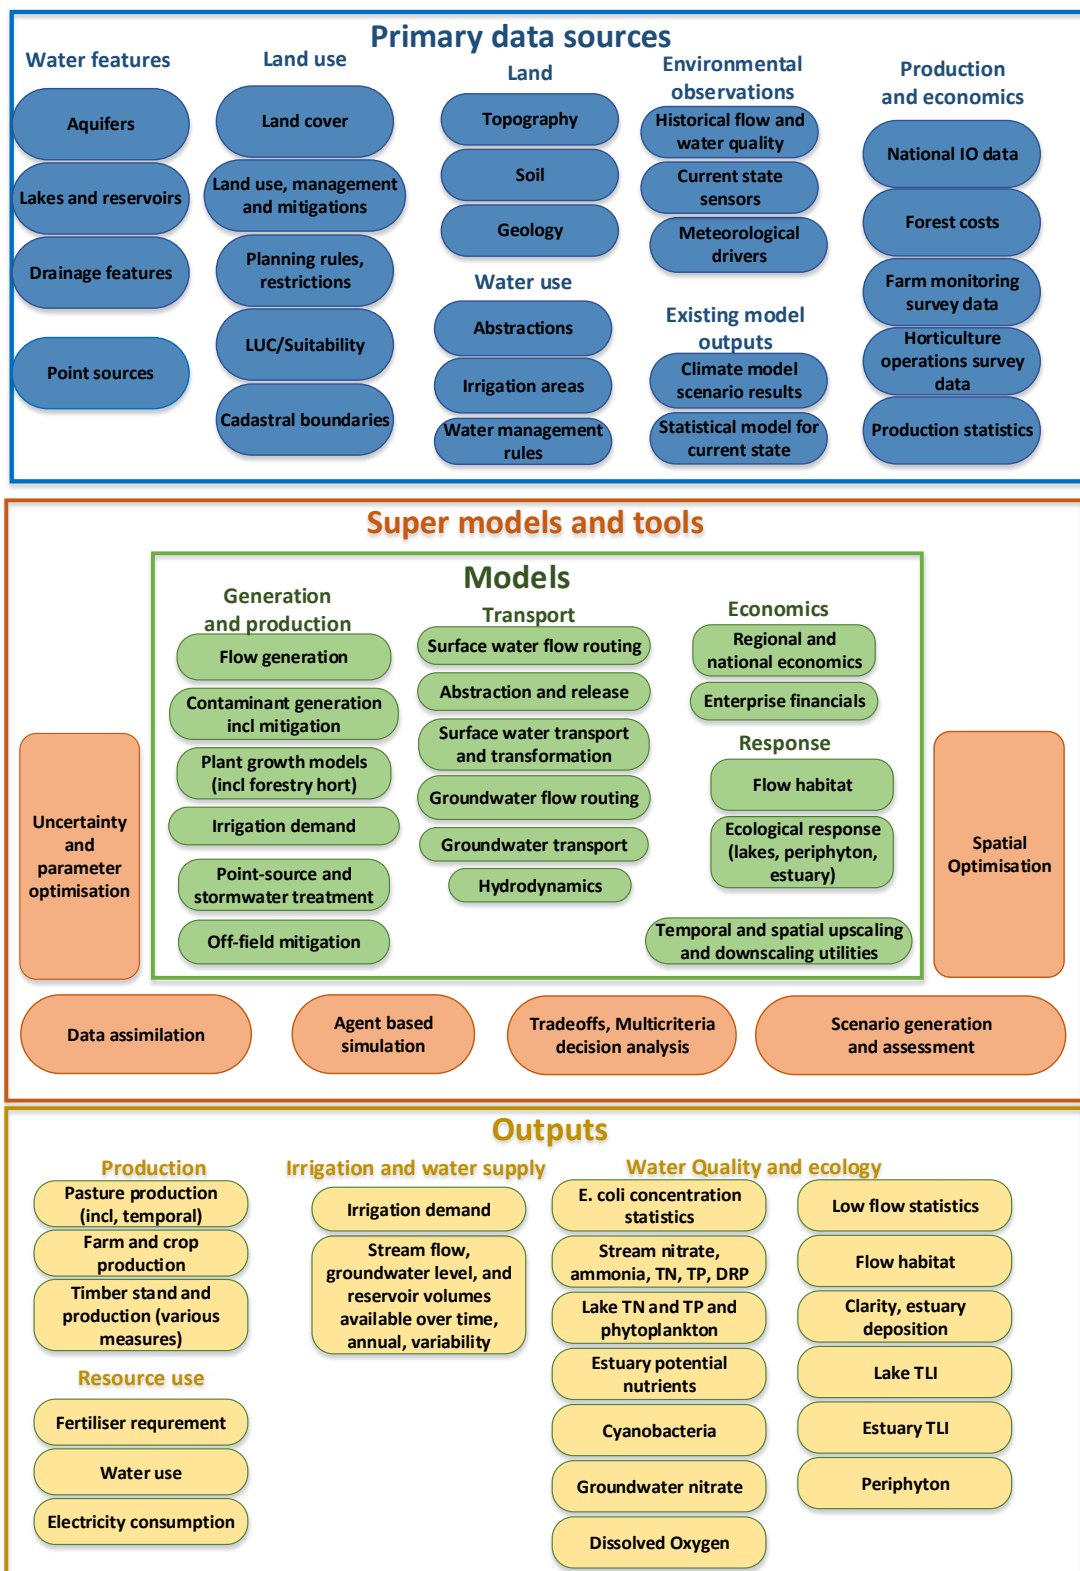 Primary data sources
Water features
Aquifers
Lakes and reservoirs
Drainage features
Point sources
Land use
Land cover
Land use, management
and mitigations
Planning rules,
restrictions
LUC/Suitability
Cadastral boundaries
Land
Topography
Soil
Geology
Water use
Abstractions
Irrigation areas
Water management
rules
Environmental
observations
Historical flow and
water quality
Current state
sensors
Meteorological
drivers
Existing model
outputs
Climate model
scenario results
Statistical model for
current state
Production
and economics
National IO data
Forest costs
Farm monitoring
survey data
Horticulture
operations survey
data
Production statistics
Super models and tools
Models
Generation
and production
Flow generation
Contaminant generation
incl mitigation
Plant growth models
(incl forestry hort)
Irrigation demand
Point-source and
stormwater treatment
Off-field mitigation
Transport
Surface water flow routing
Abstraction and release
Surface water transport
and transformation
Groundwater flow routing
Groundwater transport
Hydrodynamics
Economics
Regional and
national economics
Enterprise financials
Response
Flow habitat
Ecological response
(lakes, periphyton,
estuary)
Temporal and spatial upscaling
and downscaling utilities
Uncertainty
and
parameter
optimisation
Spatial
Optimisation
Data assimilation
Agent based
simulation
Tradeoffs, Multicriteria
decision analysis
Scenario generation
and assessment
Outputs
Production
Pasture production
(incl, temporal)
Farm and crop
production
Timber stand and
production (various
measures)
Resource use
Fertiliser requrement
Water use
Electricity consumption
Irrigation and water supply
Irrigation demand
Stream flow,
groundwater level, and
reservoir volumes
available over time,
annual, variability
Water Quality and ecology
E. coli concentration
statistics
Stream nitrate,
ammonia, TN, TP, DRP
Lake TN and TP and
phytoplankton
Estuary potential
nutrients
Cyanobacteria
Groundwater nitrate
Dissolved Oxygen
Low flow statistics
Flow habitat
Clarity, estuary
deposition
Lake TLI
Estuary TLI
Periphyton